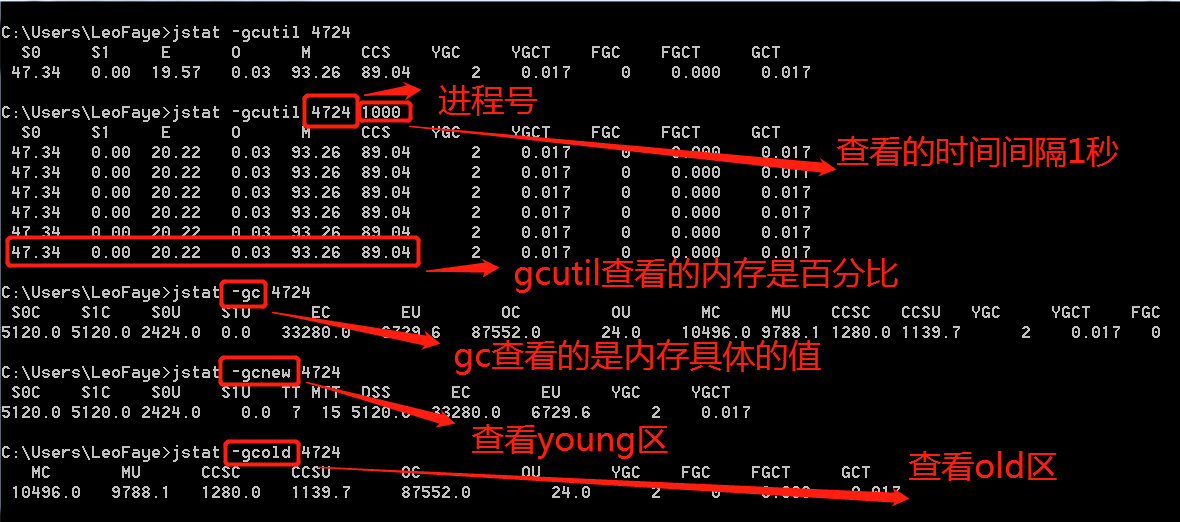 C:\Users\LeoFaye>jstat -gcutil 4724
S0 S1 E O M CCS YGC YGCT FGC FGCT GCT
47.34 0.00 19.57 0.03 93.26 89.04 2 0.017 0 0.000 0.017
C:\Users\LeoFaye>jstat -gcutil 4724 1000
进程号
S0 S1 E O M CCS YGC YGCT FGC FGCT GCT
47.34 0.00 20.22 0.03 93.26 89.04 2 0.017 0 0.000 0.017
查看的时间间隔1秒
47.34 0.00 20.22 0.03 93.26 89.04 2 0.017 0 0.000 0.017
47.34 0.00 20.22 0.03 93.26 89.04 2 0.017 0 0.000 0.017
47.34 0.00 20.22 0.03 93.26 89.04 2 0.017 0 0.000 0.017
47.34 0.00 20.22 0.03 93.26 89.04 2 0.017 0 0.000 0.017
47.34 0.00 20.22 0.03 93.26 89.04 2 0.017 0 0.000 0.017
gcutil查看的内存是百分比
C:\Users\LeoFaye>jstat -gc 4724
S0C S1C S0U S1U EC EU OC OU MC MU CCSC CCSU YGC YGCT FGC
5120.0 5120.0 2424.0 0.0 33280.0 6729.6 87552.0 24.0 10496.0 9788.1 1280.0 1139.7 2 0.017 0
gc查看的是内存具体的值
C:\Users\LeoFaye>jstat -gcnew 4724
S0C S1C S0U S1U TT MTT DSS EC EU YGC YGCT
5120.0 5120.0 2424.0 0.0 7 15 5120.0 33280.0 6729.6 2 0.017
查看young区
C:\Users\LeoFaye>jstat -gcold 4724
查看old区
MC MU CCSC CCSU OC OU YGC FGC FGCT GCT
10496.0 9788.1 1280.0 1139.7 87552.0 24.0 2 0 0.000 0.017